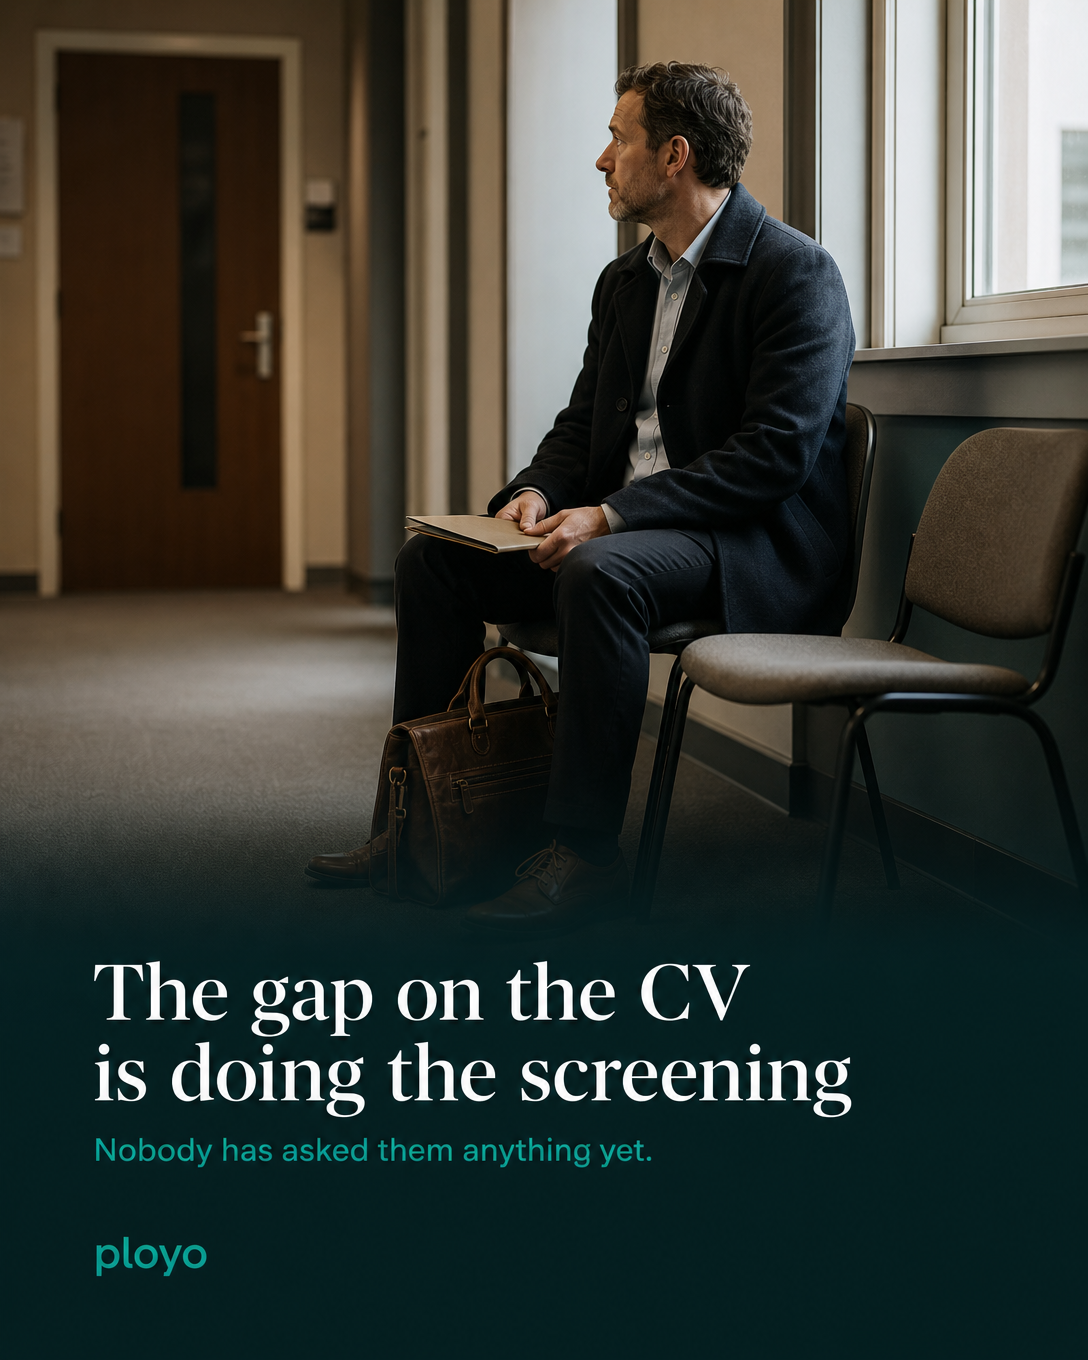 The gap on the CV
is doing the screening
Nobody has asked them anything yet.
ployo